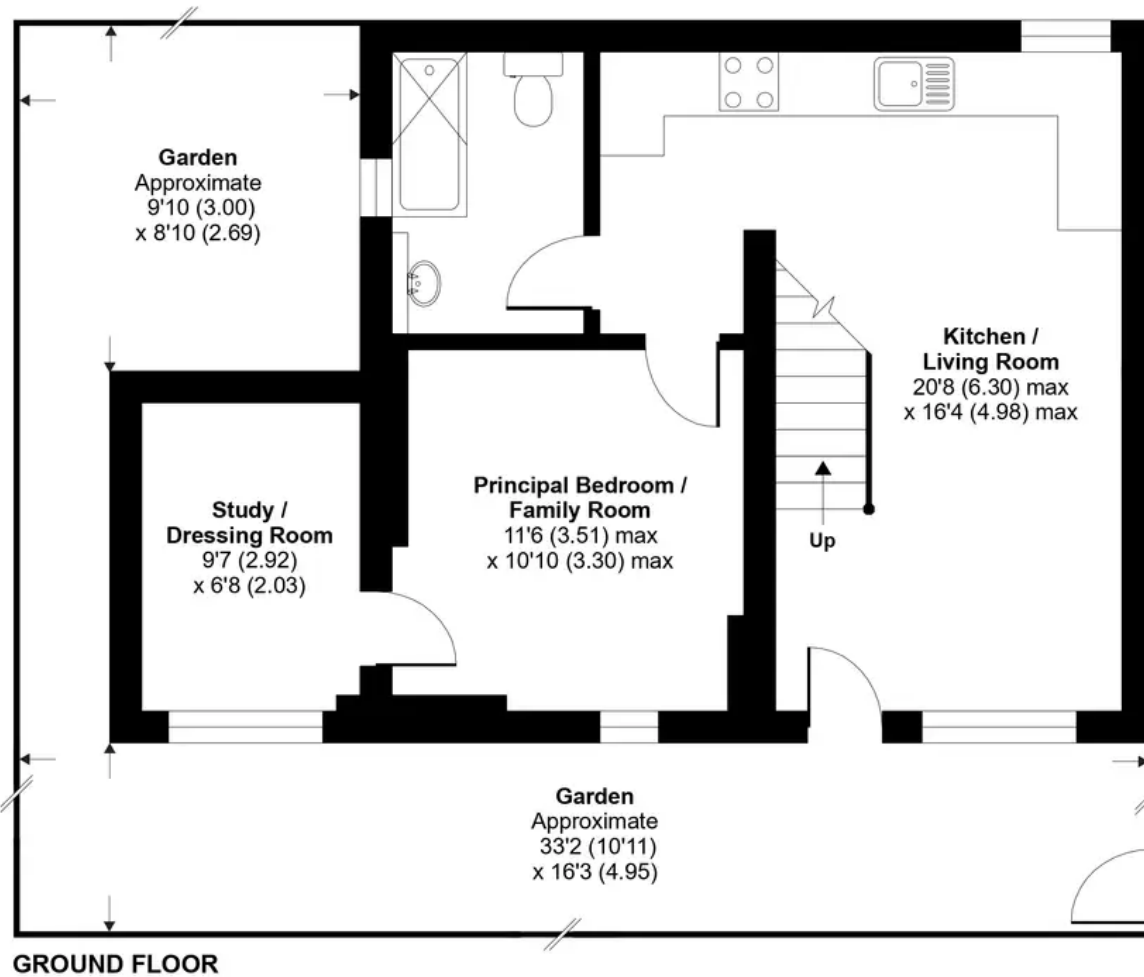 Garden
Approximate
9'10 (3.00)
x 8'10 (2.69)
Kitchen /
Living Room
20'8 (6.30) max
x 16'4 (4.98) max
Principal Bedroom /
Family Room
11'6 (3.51) max
x 10'10 (3.30) max
Study /
Dressing Room
9'7 (2.92)
x 6'8 (2.03)
Up
Garden
Approximate
33'2 (10'11)
x 16'3 (4.95)
GROUND FLOOR